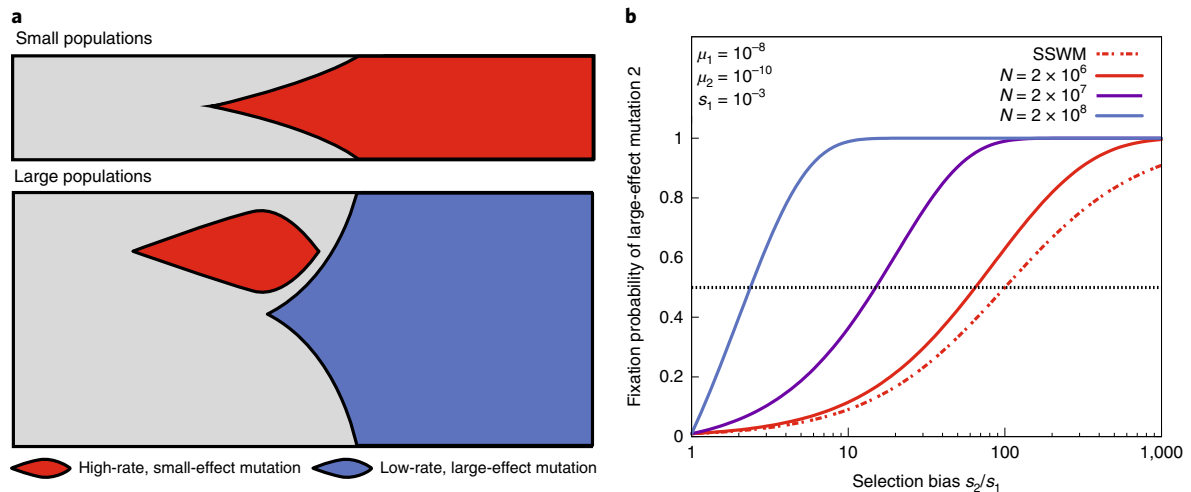 a
Small populations
Large populations
High-rate, small-effect mutation
Low-rate, large-effect mutation
b
μ₁ = 10⁻⁸
μ₂ = 10⁻¹⁰
s₁ = 10⁻³
SSWM
N = 2 × 10⁶
N = 2 × 10⁷
N = 2 × 10⁸
Fixation probability of large-effect mutation 2
1
0.8
0.6
0.4
0.2
0
1
10
100
1,000
Selection bias s₂/s₁